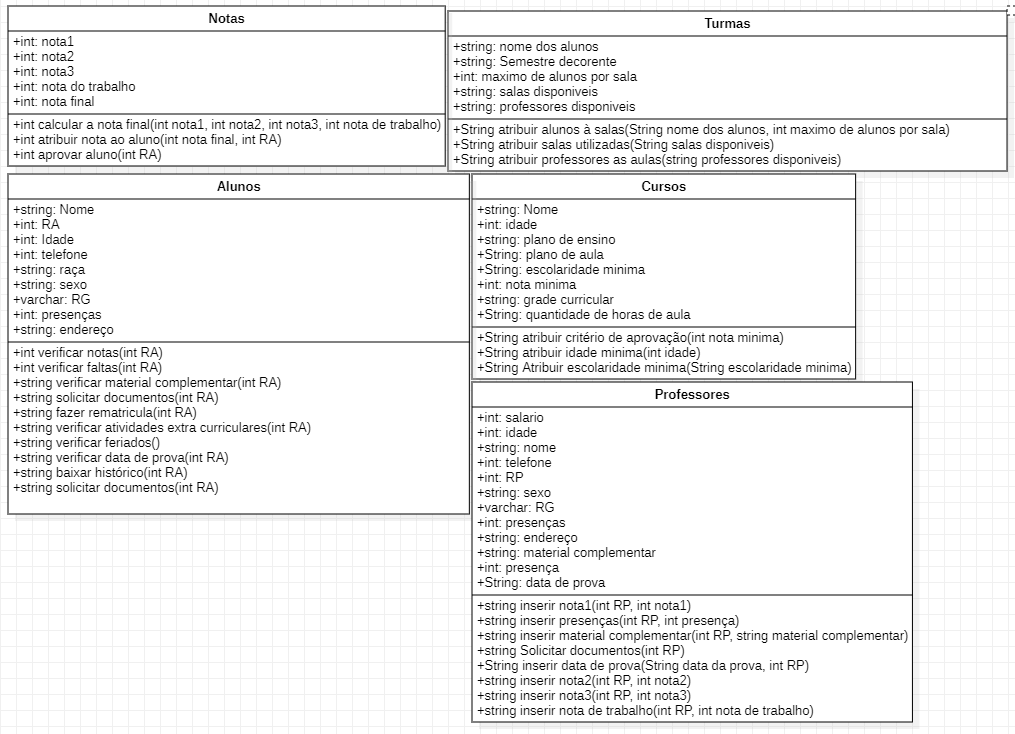 Notas
+int: nota1
+int: nota2
+int: nota3
+int: nota do trabalho
+int: nota final
+int calcular a nota final(int nota1, int nota2, int nota3, int nota de trabalho)
+int atribuir nota ao aluno(int nota final, int RA)
+int aprovar aluno(int RA)
Turmas
+string: nome dos alunos
+string: Semestre decorente
+int: maximo de alunos por sala
+string: salas disponiveis
+string: professores disponiveis
+String atribuir alunos à salas(String nome dos alunos, int maximo de alunos por sala)
+String atribuir salas utilizadas(String salas disponiveis)
+String atribuir professores as aulas(string professores disponiveis)
Alunos
+string: Nome
+int: RA
+int: Idade
+int: telefone
+string: raça
+string: sexo
+varchar: RG
+int: presenças
+string: endereço
+int verificar notas(int RA)
+int verificar faltas(int RA)
+string verificar material complementar(int RA)
+string solicitar documentos(int RA)
+string fazer rematricula(int RA)
+string verificar atividades extra curriculares(int RA)
+string verificar feriados()
+string verificar data de prova(int RA)
+string baixar histórico(int RA)
+string solicitar documentos(int RA)
Cursos
+string: Nome
+int: idade
+string: plano de ensino
+String: plano de aula
+String: escolaridade minima
+int: nota minima
+string: grade curricular
+String: quantidade de horas de aula
+String atribuir critério de aprovação(int nota minima)
+String atribuir idade minima(int idade)
+String Atribuir escolaridade minima(String escolaridade minima)
Professores
+int: salario
+int: idade
+string: nome
+int: telefone
+int: RP
+string: sexo
+varchar: RG
+int: presenças
+string: endereço
+string: material complementar
+int: presença
+String: data de prova
+string inserir nota1(int RP, int nota1)
+string inserir presenças(int RP, int presença)
+string inserir material complementar(int RP, string material complementar)
+string Solicitar documentos(int RP)
+String inserir data de prova(String data da prova, int RP)
+string inserir nota2(int RP, int nota2)
+string inserir nota3(int RP, int nota3)
+string inserir nota de trabalho(int RP, int nota de trabalho)